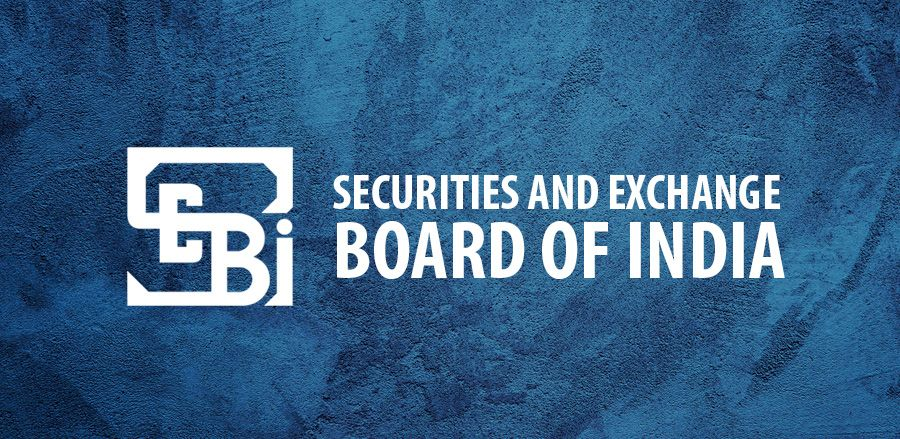 SEBi
SECURITIES AND EXCHANGE
BOARD OF INDIA